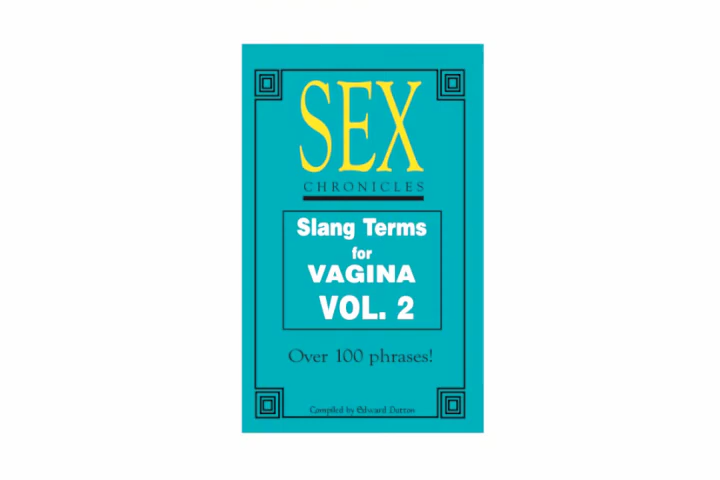 SEX
CHRONICLES
Slang Terms
for
VAGINA
VOL. 2
Over 100 phrases!
Compiled by Edward Dutton